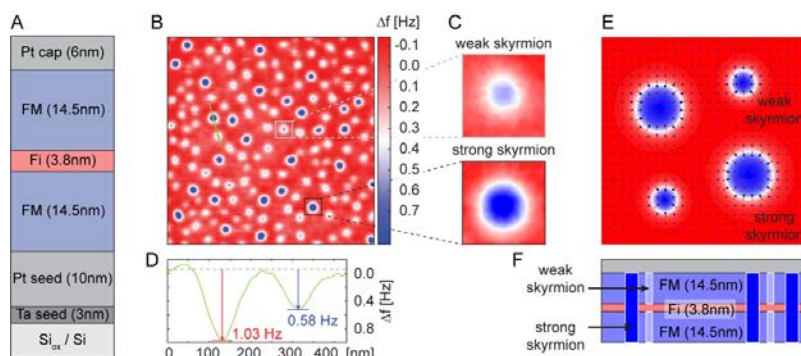 A
Pt cap (6nm)
FM (14.5nm)
Fi (3.8nm)
FM (14.5nm)
Pt seed (10nm)
Ta seed (3nm)
Siox / Si
B
Δf [Hz]
-0.1
0.0
0.1
0.2
0.3
0.4
0.5
0.6
0.7
C
weak skyrmion
strong skyrmion
D
0.0
0.4
0.8
Δf [Hz]
1.03 Hz
0.58 Hz
0 100 200 300 400 [nm]
E
weak
skyrmion
strong
skyrmion
F
weak
skyrmion
strong
skyrmion
FM (14.5nm)
Fi (3.8nm)
FM (14.5nm)